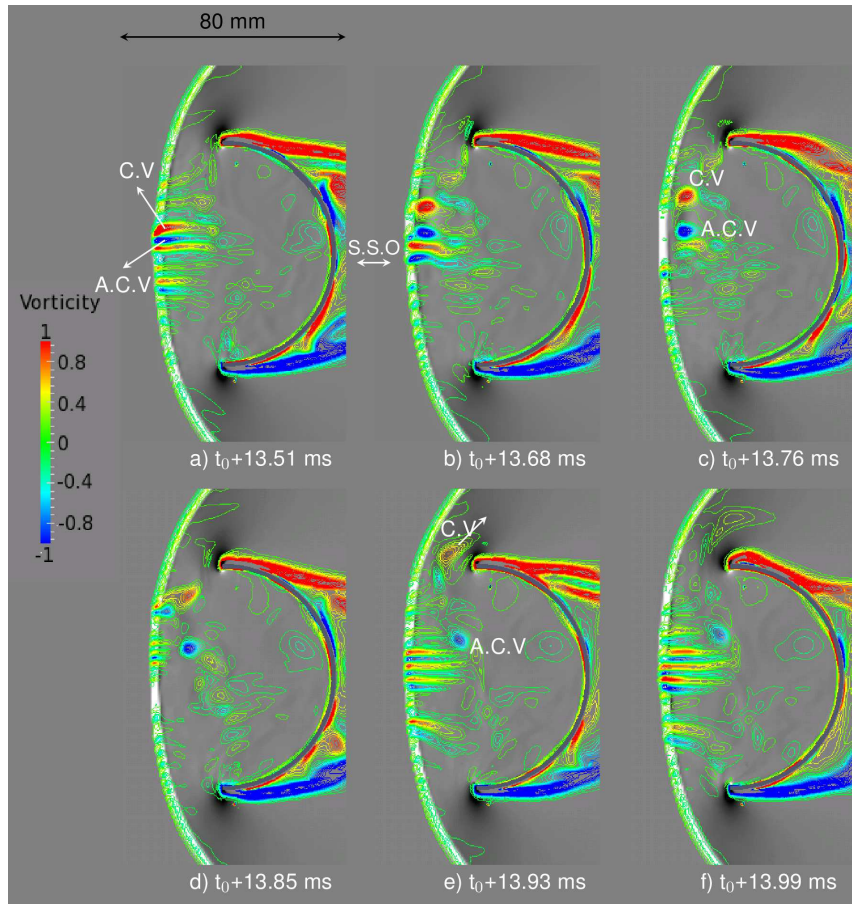 80 mm
C.V
A.C.V
S.S.O
C.V
A.C.V
Vorticity
1
0.8
0.4
0
-0.4
-0.8
-1
a) t₀+13.51 ms
b) t₀+13.68 ms
c) t₀+13.76 ms
C.V
A.C.V
d) t₀+13.85 ms
e) t₀+13.93 ms
f) t₀+13.99 ms